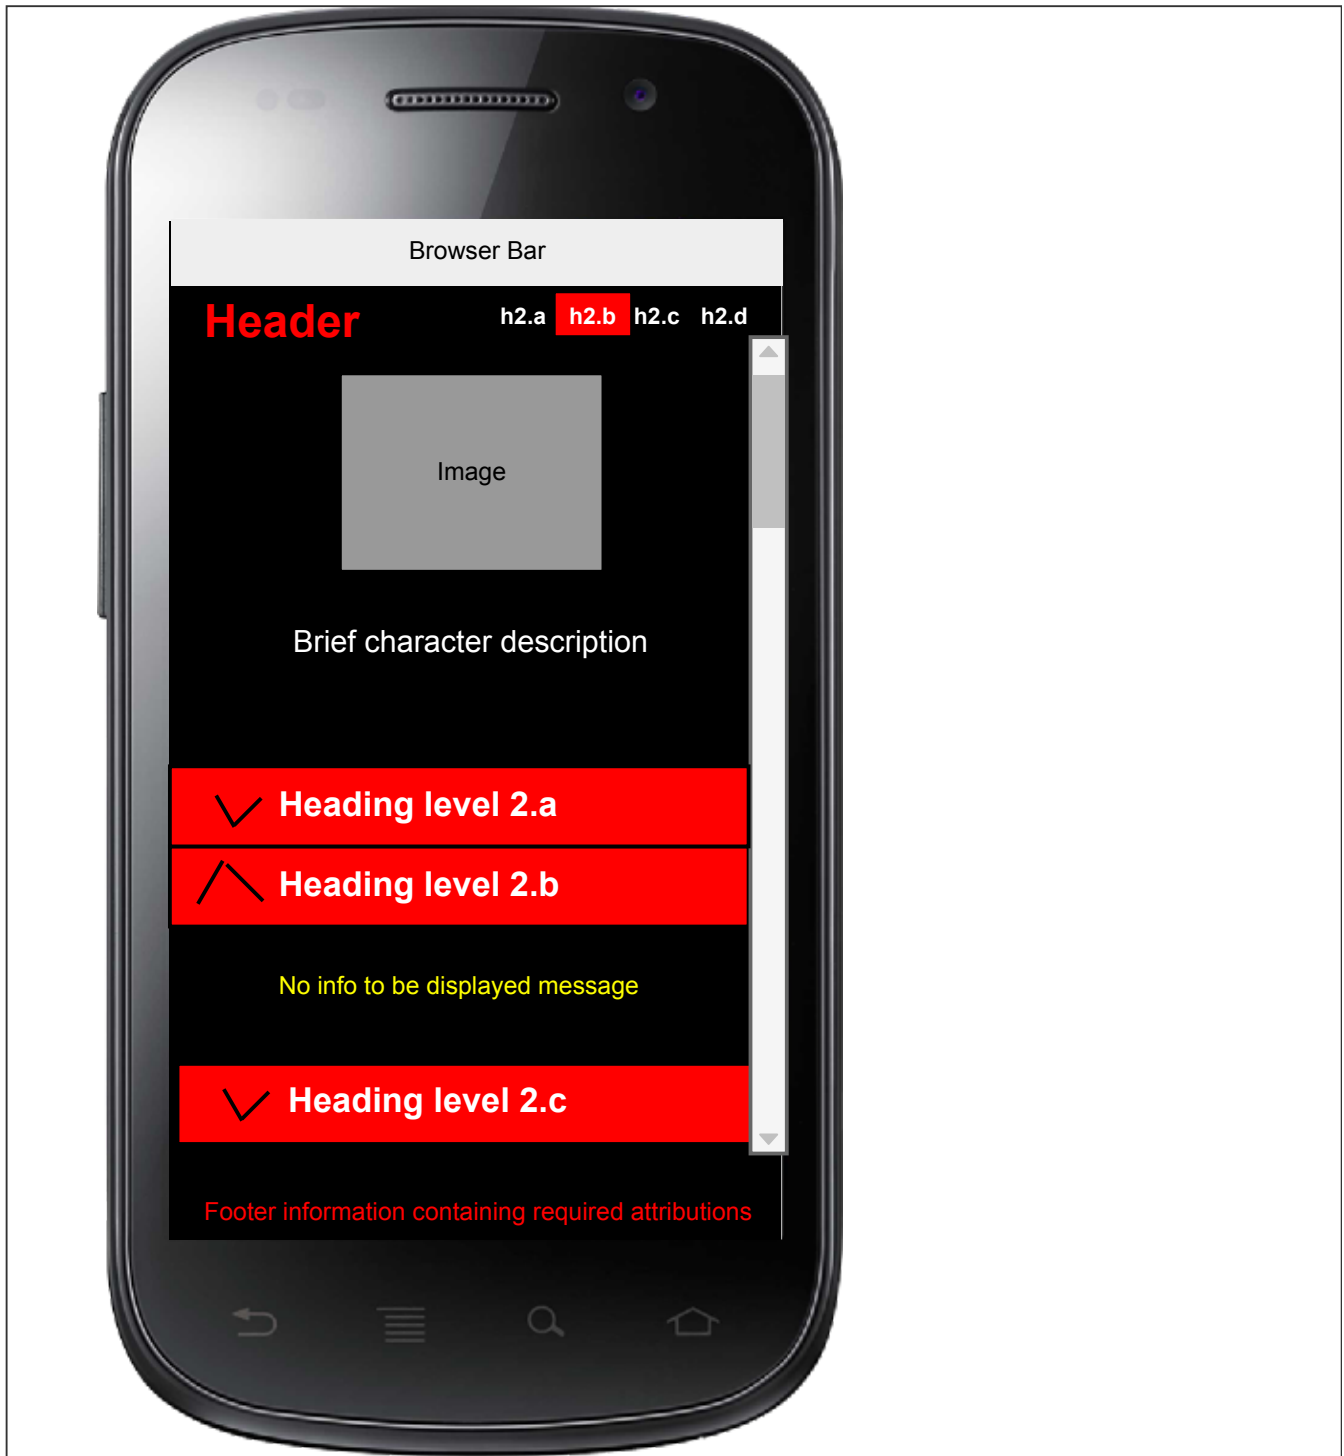 Browser Bar
Header h2.a h2.b h2.c h2.d
Image
Brief character description
Heading level 2.a
Heading level 2.b
No info to be displayed message
Heading level 2.c
Footer information containing required attributions